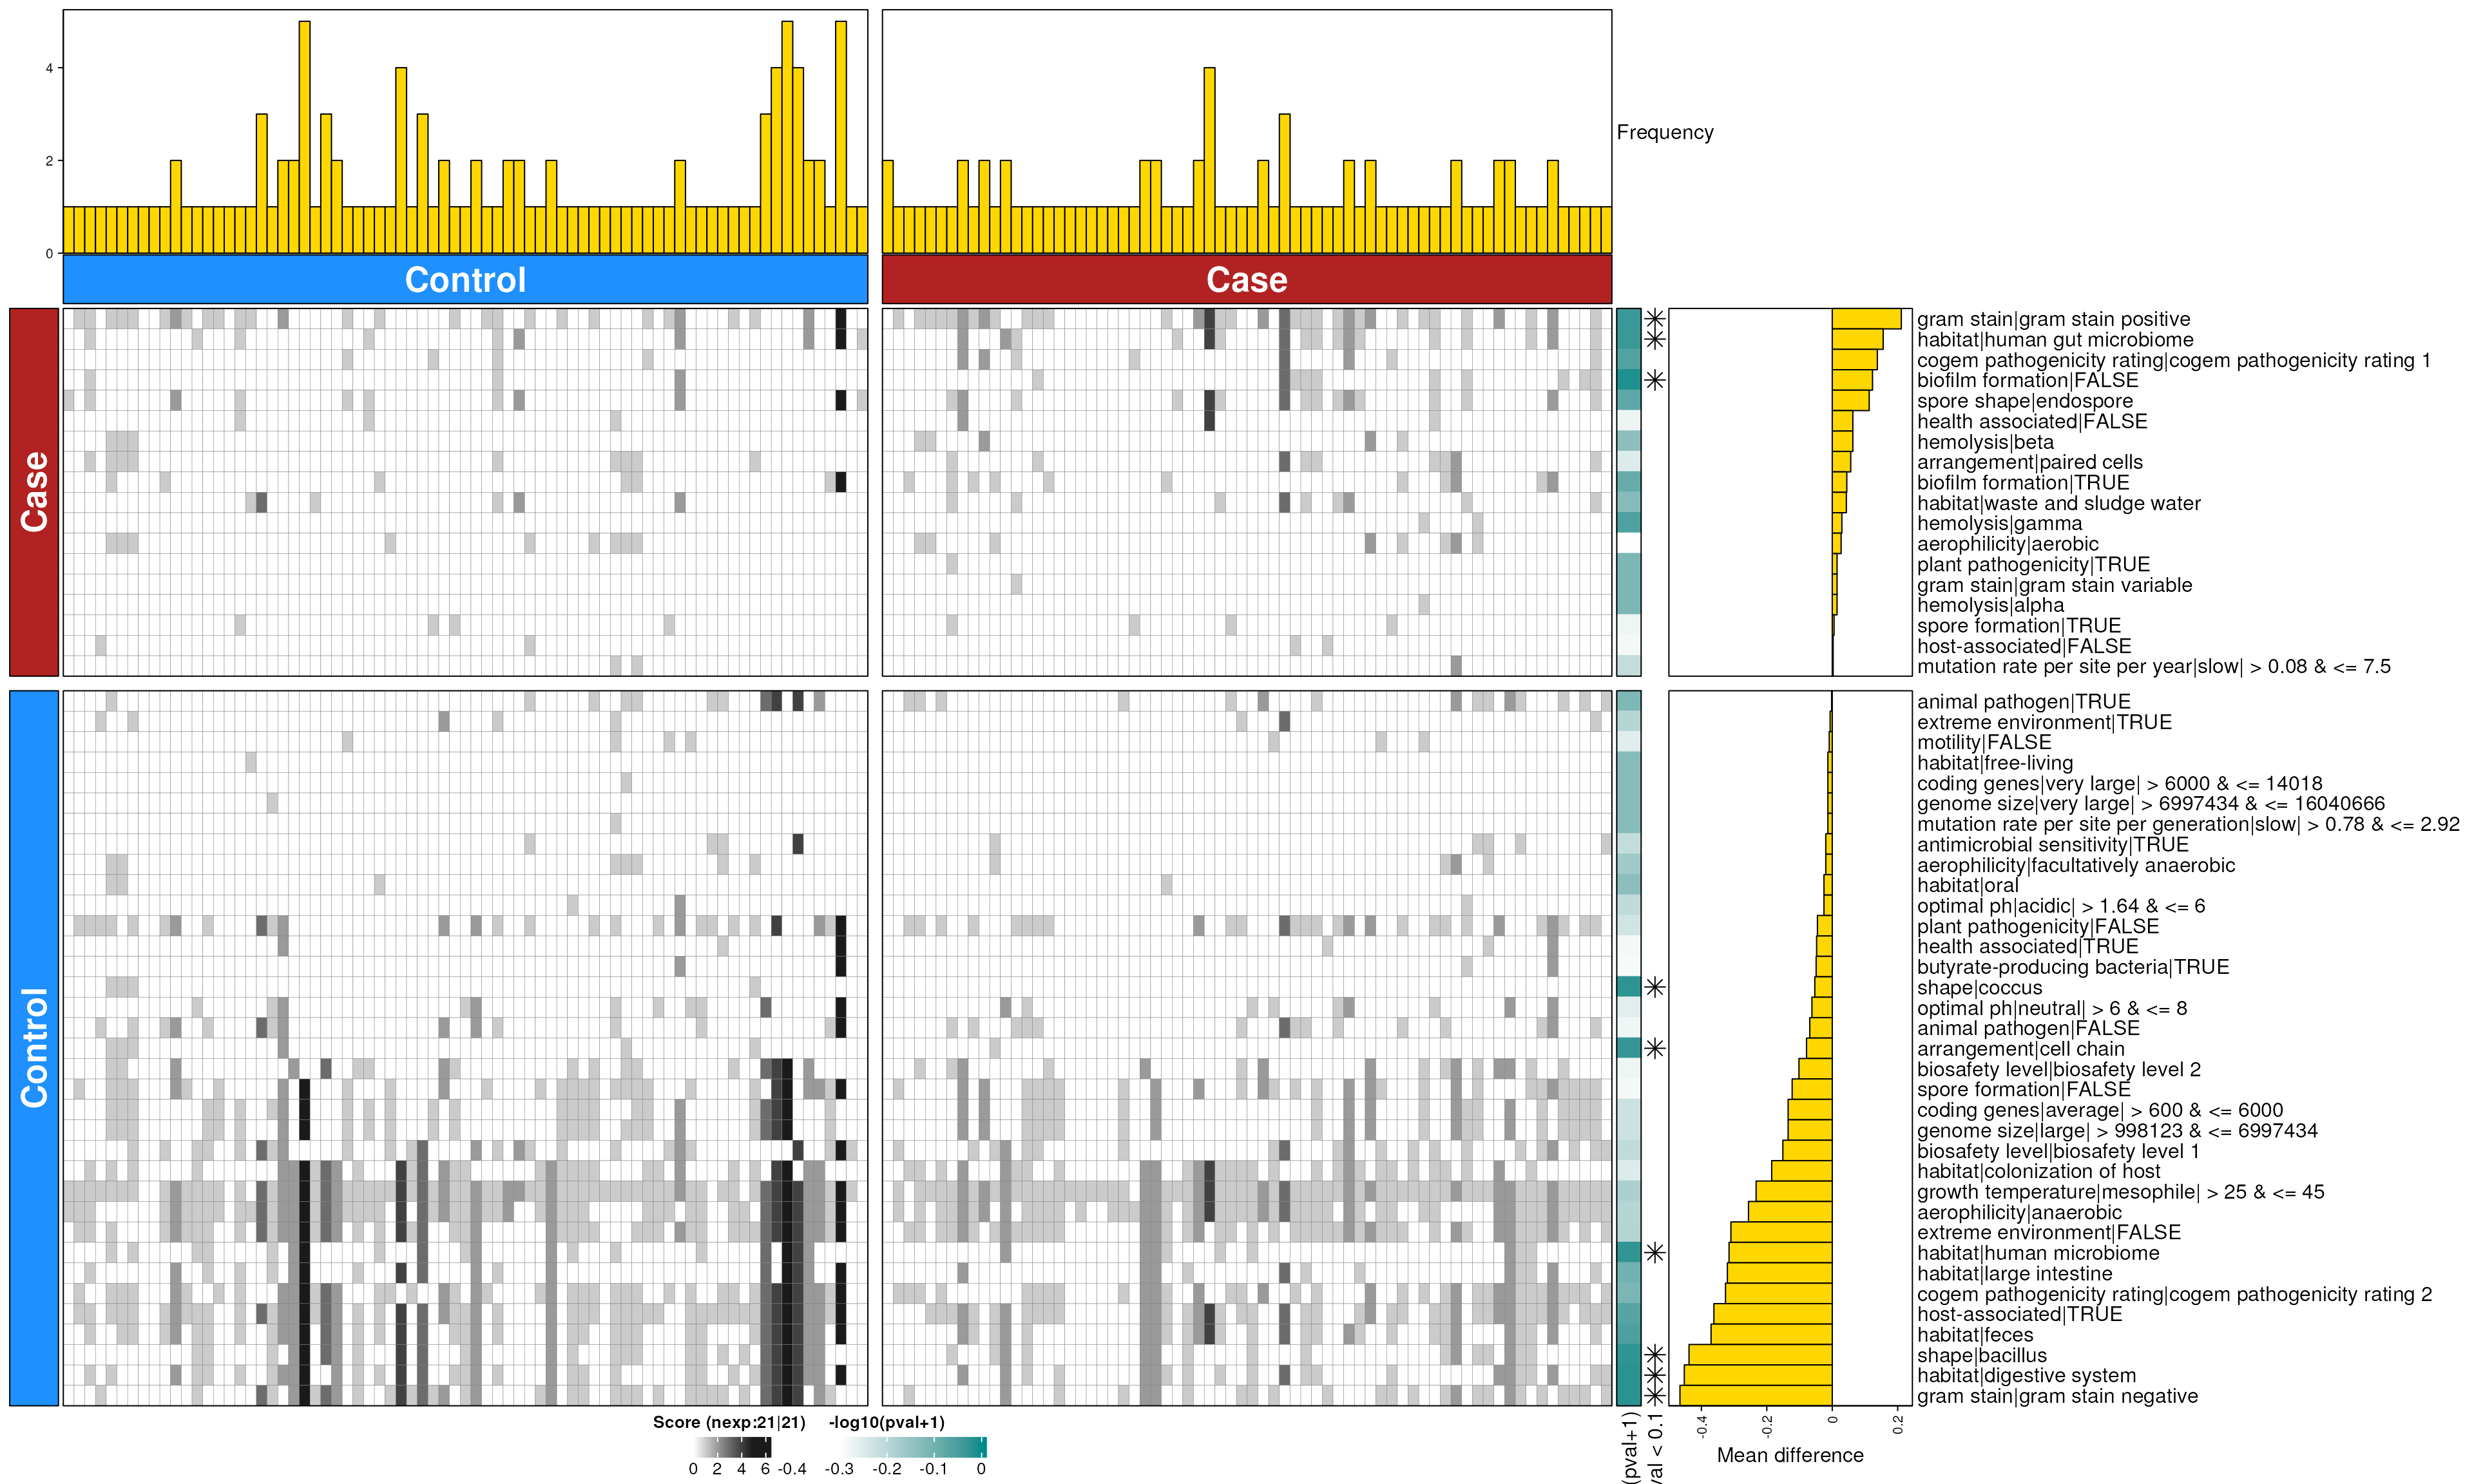 4
2
0
Frequency
Control
Case
Case
gram stain|gram stain positive
habitat|human gut microbiome
cogem pathogenicity rating|cogem pathogenicity rating 1
biofilm formation|FALSE
spore shape|endospore
health associated|FALSE
hemolysis|beta
arrangement|paired cells
biofilm formation|TRUE
habitat|waste and sludge water
hemolysis|gamma
aerophilicity|aerobic
plant pathogenicity|TRUE
gram stain|gram stain variable
hemolysis|alpha
spore formation|TRUE
host-associated|FALSE
mutation rate per site per year|slow| > 0.08 & <= 7.5
Control
animal pathogen|TRUE
extreme environment|TRUE
motility|FALSE
habitat|free-living
coding genes|very large| > 6000 & <= 14018
genome size|very large| > 6997434 & <= 16040666
mutation rate per site per generation|slow| > 0.78 & <= 2.92
antimicrobial sensitivity|TRUE
aerophilicity|facultatively anaerobic
habitat|oral
optimal ph|acidic| > 1.64 & <= 6
plant pathogenicity|FALSE
health associated|TRUE
butyrate-producing bacteria|TRUE
shape|coccus
optimal ph|neutral| > 6 & <= 8
animal pathogen|FALSE
arrangement|cell chain
biosafety level|biosafety level 2
spore formation|FALSE
coding genes|average| > 600 & <= 6000
genome size|large| > 998123 & <= 6997434
biosafety level|biosafety level 1
habitat|colonization of host
growth temperature|mesophile| > 25 & <= 45
aerophilicity|anaerobic
extreme environment|FALSE
habitat|human microbiome
habitat|large intestine
cogem pathogenicity rating|cogem pathogenicity rating 2
host-associated|TRUE
habitat|feces
shape|bacillus
habitat|digestive system
gram stain|gram stain negative
(pval+1)
val < 0.1
-0.4 -0.2 0 0.2
Mean difference
Score (nexp:21|21) -log10(pval+1)
0 2 4 6 -0.4 -0.3 -0.2 -0.1 0